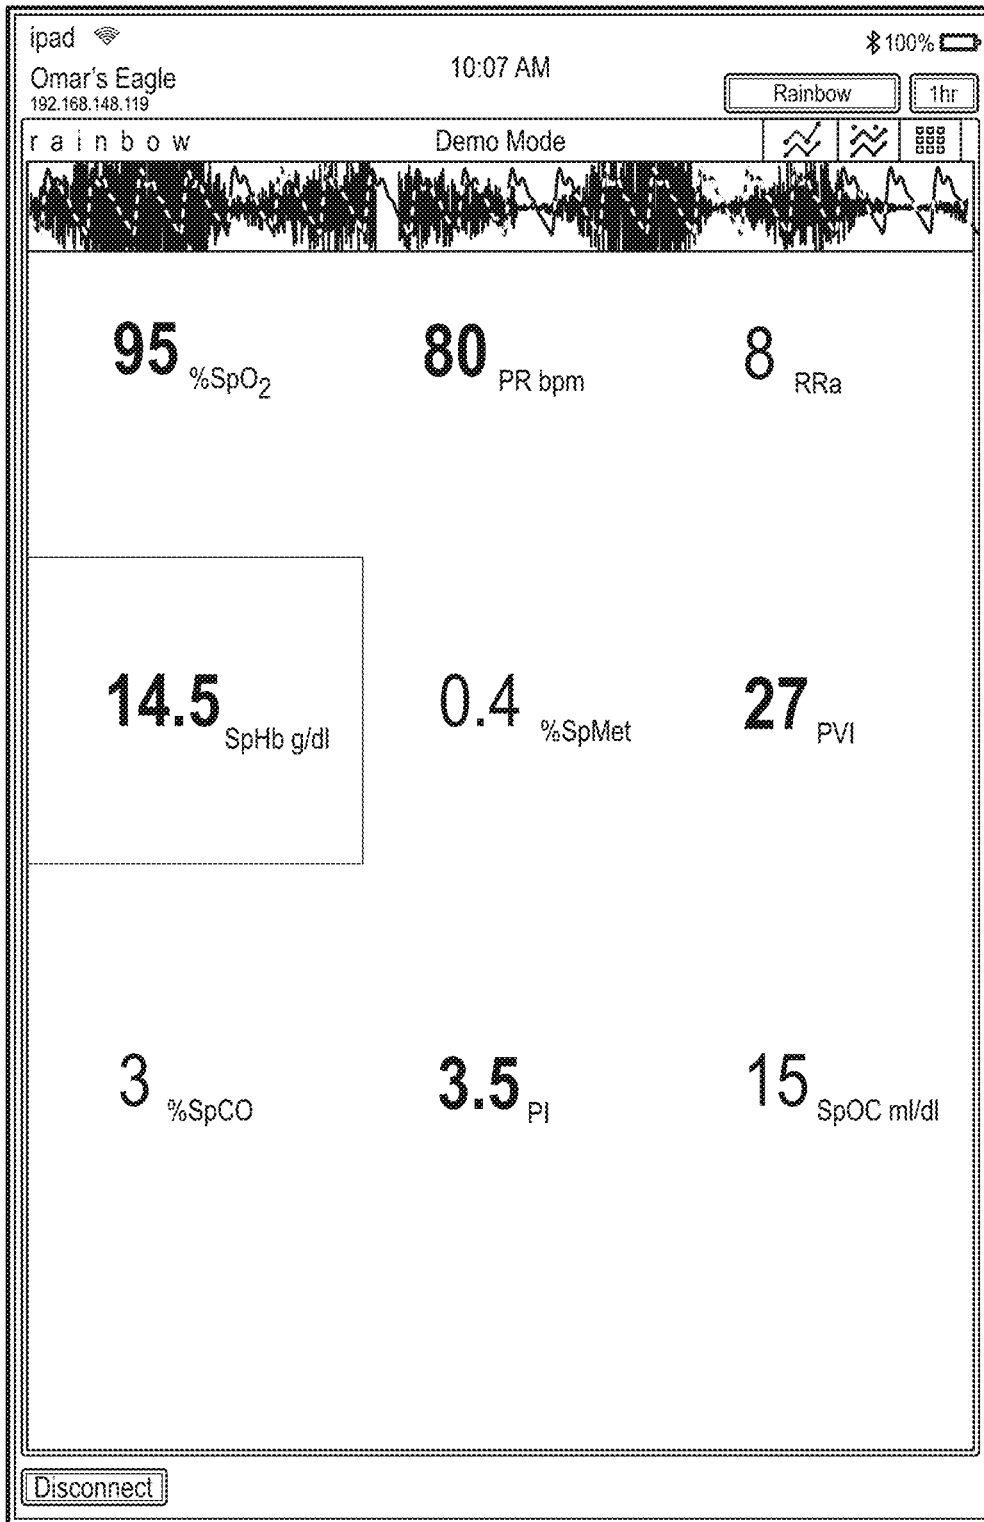 ipad
100%
10:07 AM
Omar's Eagle
192.168.148.119
Rainbow
1hr
rainbow
Demo Mode
95 %SpO2
80 PR bpm
8 RRa
14.5 SpHb g/dl
0.4 %SpMet
27 PVI
3 %SpCO
3.5 PI
15 SpOC ml/dl
Disconnect